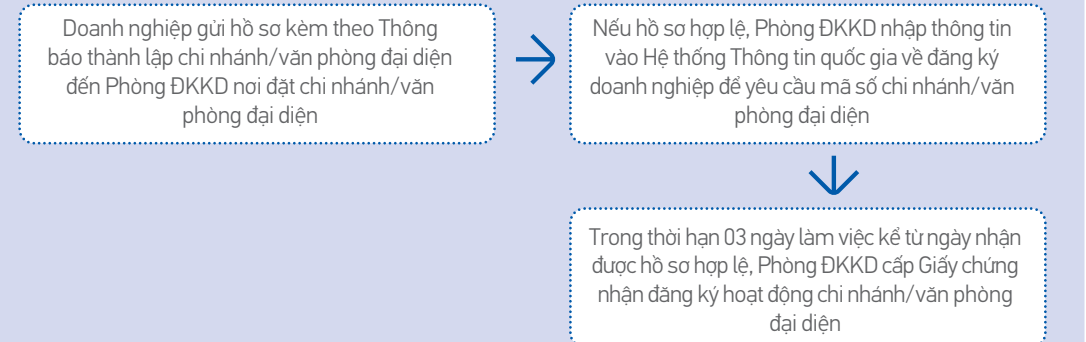 Doanh nghiệp gửi hồ sơ kèm theo Thông
báo thành lập chi nhánh/văn phòng đại diện
đến Phòng ĐKKD nơi đặt chi nhánh/văn
phòng đại diện
Nếu hồ sơ hợp lệ, Phòng ĐKKD nhập thông tin
vào Hệ thống Thông tin quốc gia về đăng ký
doanh nghiệp để yêu cầu mã số chi nhánh/văn
phòng đại diện
Trong thời hạn 03 ngày làm việc kể từ ngày nhận
được hồ sơ hợp lệ, Phòng ĐKKD cấp Giấy chứng
nhận đăng ký hoạt động chi nhánh/văn phòng
đại diện